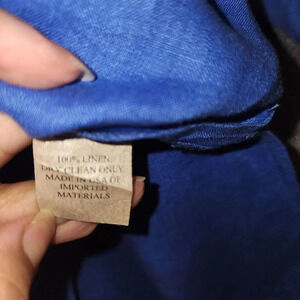 100% LINEN
DRY CLEAN ONLY
MADE IN USA OF
IMPORTED
MATERIALS